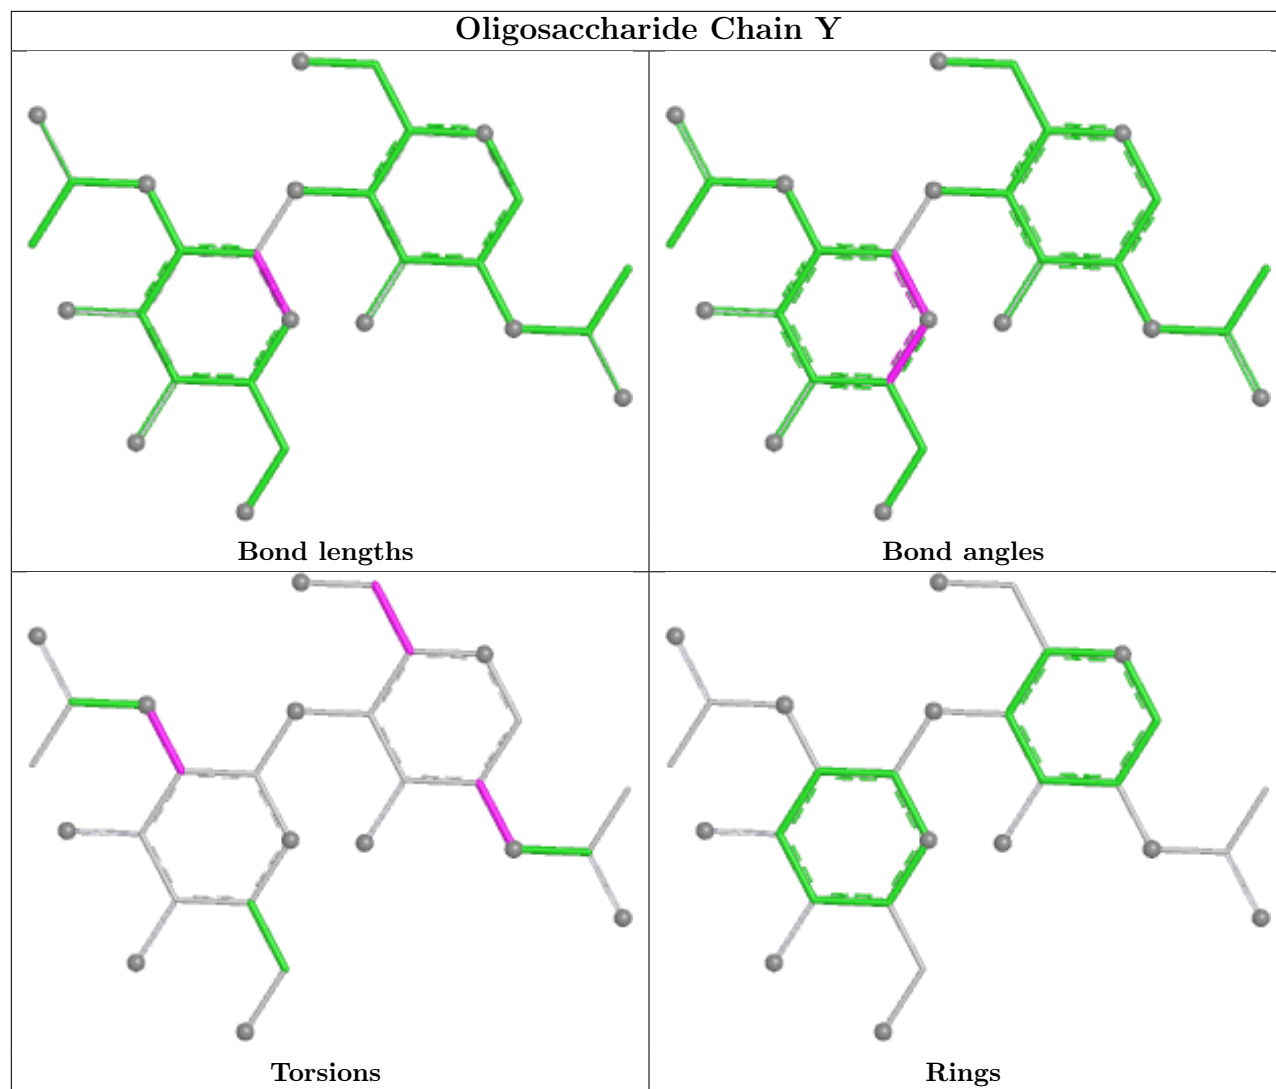 Oligosaccharide Chain Y
Bond lengths
Bond angles
Torsions
Rings